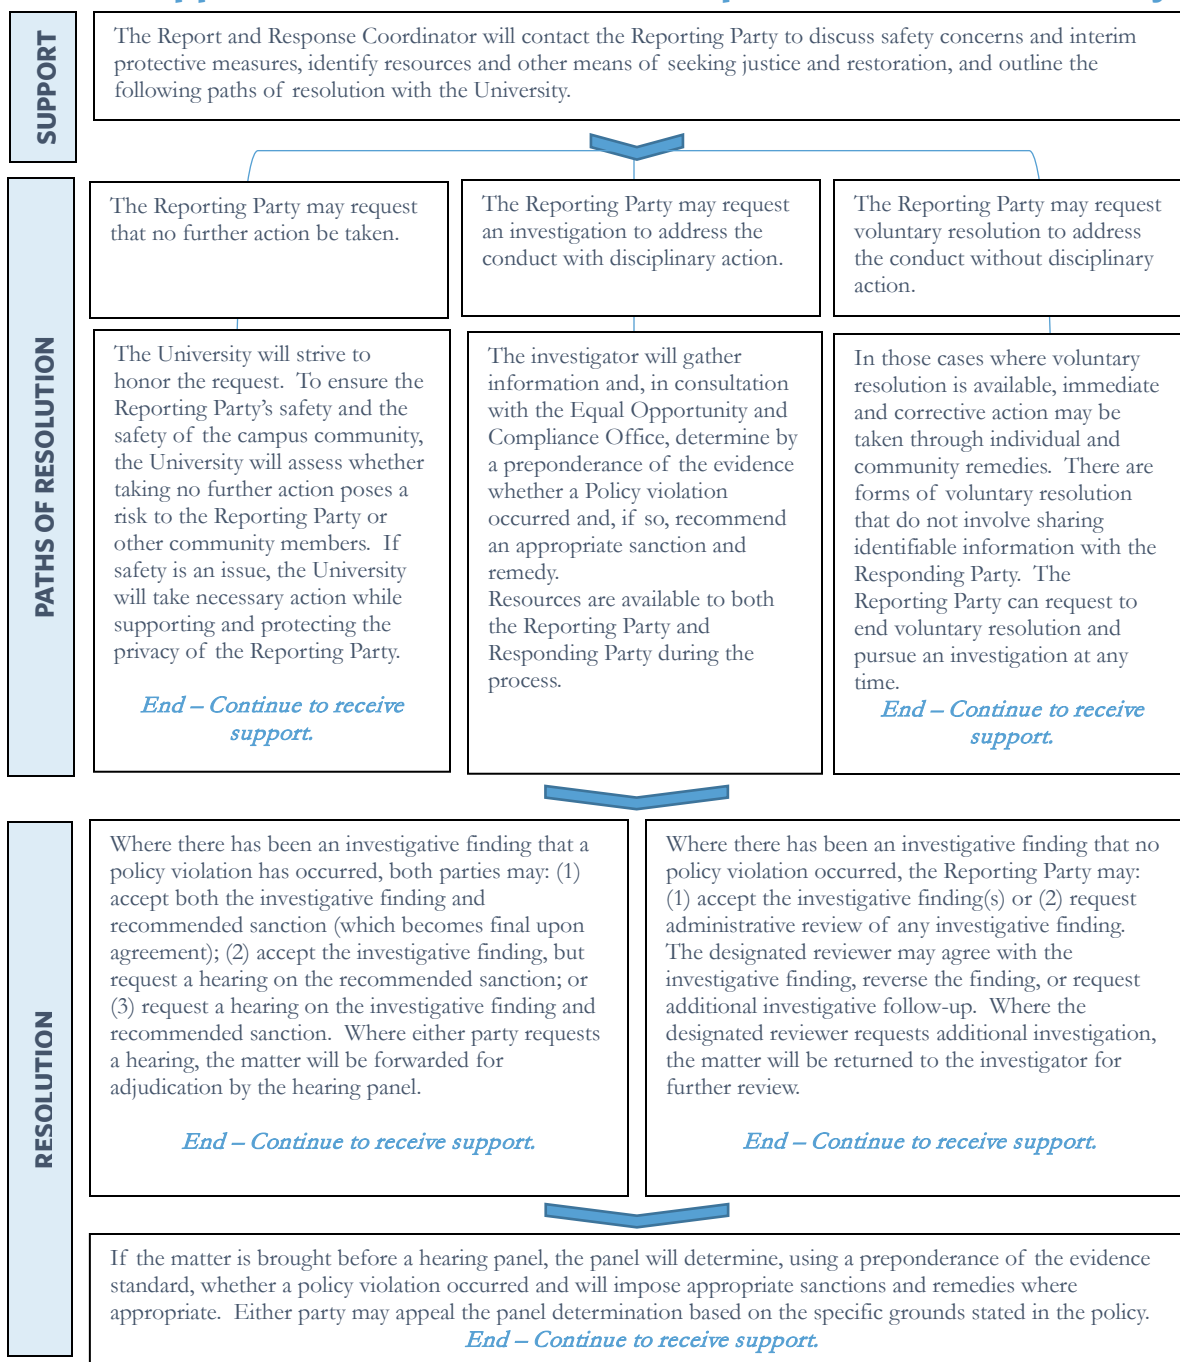 SUPPORT
The Report and Response Coordinator will contact the Reporting Party to discuss safety concerns and interim
protective measures, identify resources and other means of seeking justice and restoration, and outline the
following paths of resolution with the University.
PATHS OF RESOLUTION
The Reporting Party may request
that no further action be taken.
The Reporting Party may request
an investigation to address the
conduct with disciplinary action.
The Reporting Party may request
voluntary resolution to address
the conduct without disciplinary
action.
The University will strive to
honor the request. To ensure the
Reporting Party's safety and the
safety of the campus community,
the University will assess whether
taking no further action poses a
risk to the Reporting Party or
other community members. If
safety is an issue, the University
will take necessary action while
supporting and protecting the
privacy of the Reporting Party.
End – Continue to receive
support.
The investigator will gather
information and, in consultation
with the Equal Opportunity and
Compliance Office, determine by
a preponderance of the evidence
whether a Policy violation
occurred and, if so, recommend
an appropriate sanction and
remedy.
Resources are available to both
the Reporting Party and
Responding Party during the
process.
In those cases where voluntary
resolution is available, immediate
and corrective action may be
taken through individual and
community remedies. There are
forms of voluntary resolution
that do not involve sharing
identifiable information with the
Responding Party. The
Reporting Party can request to
end voluntary resolution and
pursue an investigation at any
time.
End – Continue to receive
support.
RESOLUTION
Where there has been an investigative finding that a
policy violation has occurred, both parties may: (1)
accept both the investigative finding and
recommended sanction (which becomes final upon
agreement); (2) accept the investigative finding, but
request a hearing on the recommended sanction; or
(3) request a hearing on the investigative finding and
recommended sanction. Where either party requests
a hearing, the matter will be forwarded for
adjudication by the hearing panel.
End – Continue to receive support.
Where there has been an investigative finding that no
policy violation occurred, the Reporting Party may:
(1) accept the investigative finding(s) or (2) request
administrative review of any investigative finding.
The designated reviewer may agree with the
investigative finding, reverse the finding, or request
additional investigative follow-up. Where the
designated reviewer requests additional investigation,
the matter will be returned to the investigator for
further review.
End – Continue to receive support.
If the matter is brought before a hearing panel, the panel will determine, using a preponderance of the evidence
standard, whether a policy violation occurred and will impose appropriate sanctions and remedies where
appropriate. Either party may appeal the panel determination based on the specific grounds stated in the policy.
End – Continue to receive support.